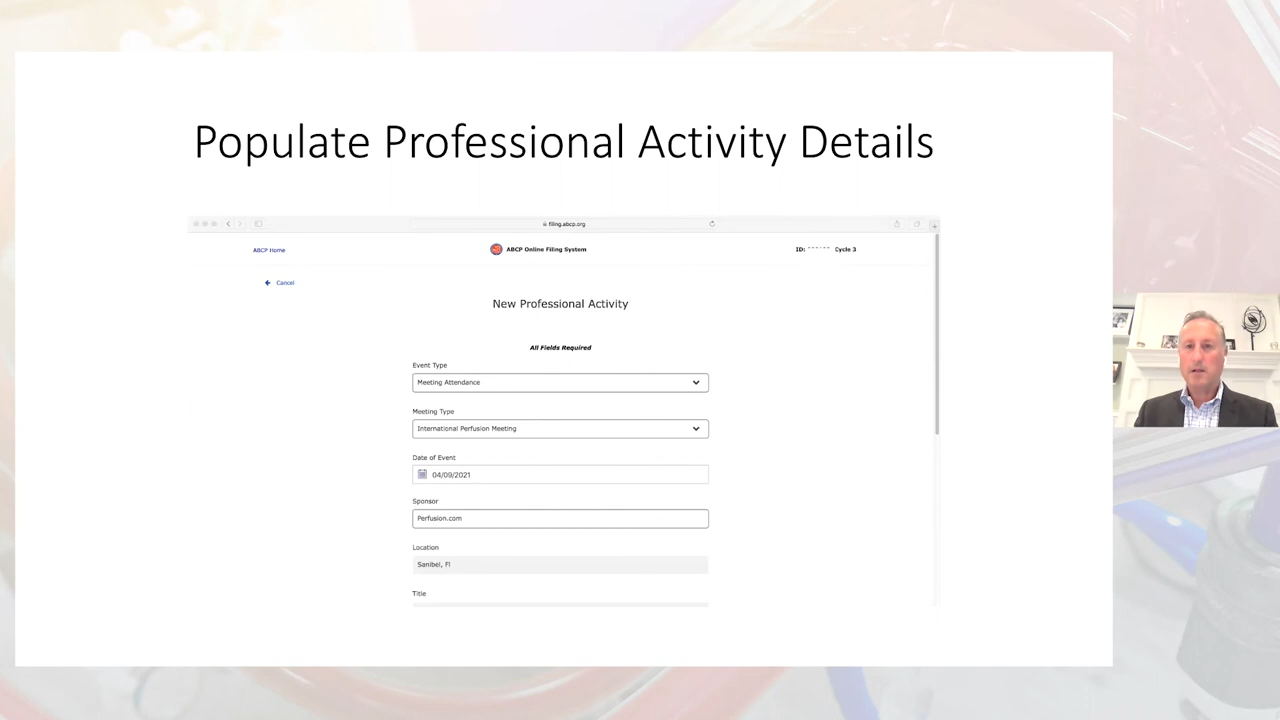 Populate Professional Activity Details
filing.abcp.org
ABCP Home
ABCP Online Filing System
ID: Cycle 3
Cancel
New Professional Activity
All Fields Required
Event Type
Meeting Attendance
Meeting Type
International Perfusion Meeting
Date of Event
04/09/2021
Sponsor
Perfusion.com
Location
Sanibel, Fl
Title